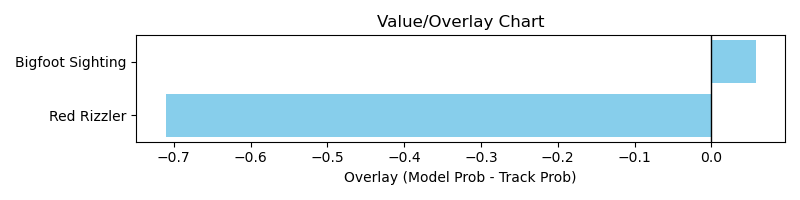 Value/Overlay Chart
Bigfoot Sighting
Red Rizzler
−0.7 −0.6 −0.5 −0.4 −0.3 −0.2 −0.1 0.0
Overlay (Model Prob - Track Prob)